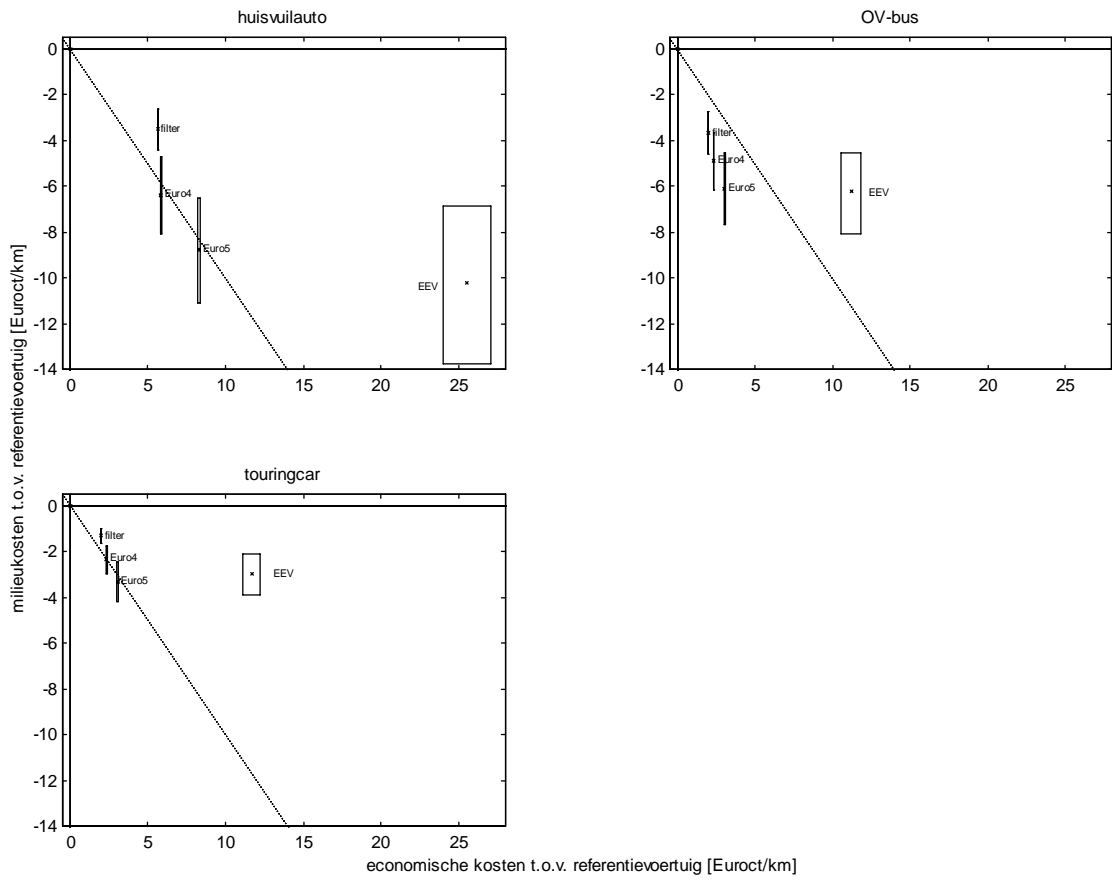 huisvuilauto
0
-2
-4
-6
-8
-10
-12
-14
filter
Euro4
Euro5
EEV
0 5 10 15 20 25
OV-bus
0
-2
-4
-6
-8
-10
-12
-14
filter
Euro4
Euro5
EEV
0 5 10 15 20 25
milieukosten t.o.v. referentievoertuig [Euroct/km]
touringcar
0
-2
-4
-6
-8
-10
-12
-14
filter
Euro4
Euro5
EEV
0 5 10 15 20 25
economische kosten t.o.v. referentievoertuig [Euroct/km]